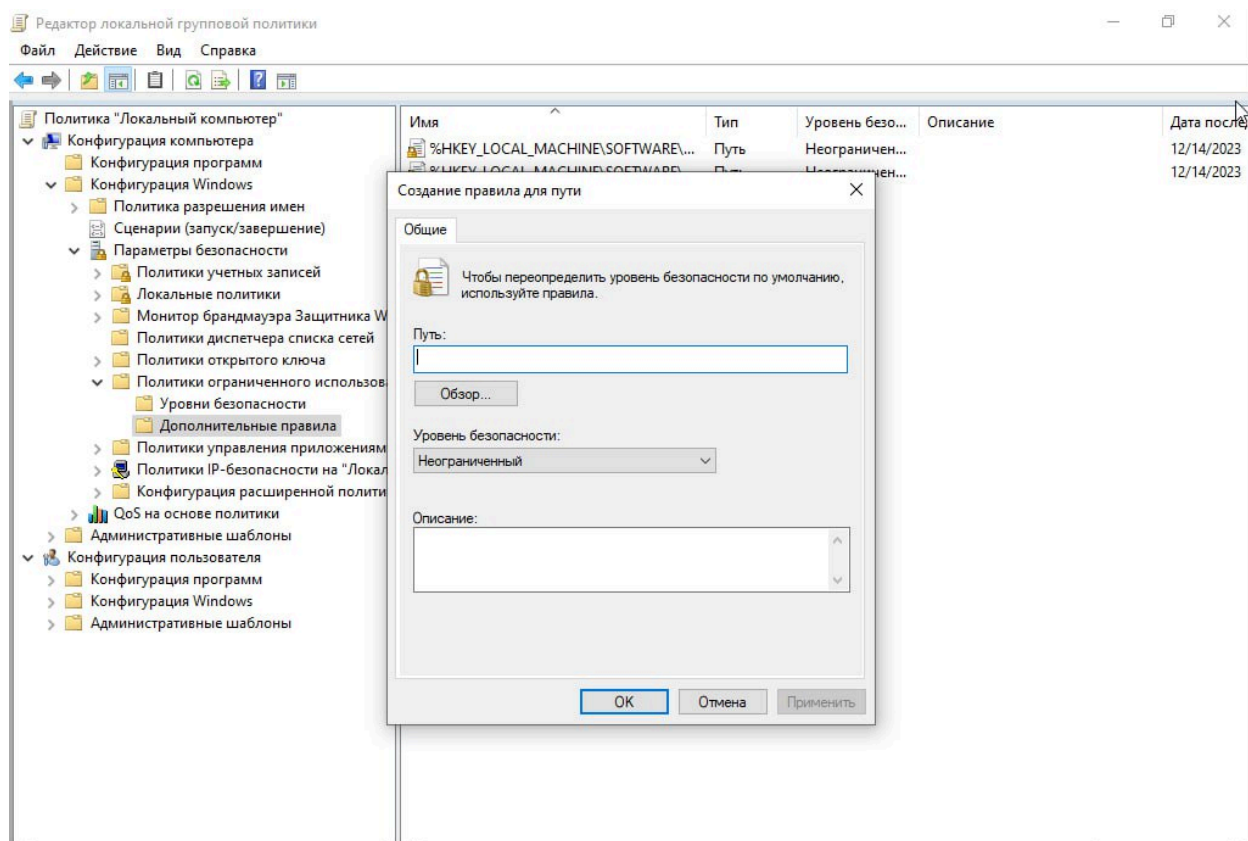 Редактор локальной групповой политики
Файл Действие Вид Справка
Политика "Локальный компьютер"
Конфигурация компьютера
Конфигурация программ
Конфигурация Windows
Политика разрешения имен
Сценарии (запуск/завершение)
Параметры безопасности
Политики учетных записей
Локальные политики
Монитор брандмауэра Защитника W
Политики диспетчера списка сетей
Политики открытого ключа
Политики ограниченного использов
Уровни безопасности
Дополнительные правила
Политики управления приложениям
Политики IP-безопасности на "Локал
Конфигурация расширенной полити
QoS на основе политики
Административные шаблоны
Конфигурация пользователя
Конфигурация программ
Конфигурация Windows
Административные шаблоны
Имя Тип Уровень безо... Описание Дата после
%HKEY_LOCAL_MACHINE\SOFTWARE\... Путь Неограничен... 12/14/2023
%HKEY_LOCAL_MACHINE\SOFTWARE\ Путь Неограничен... 12/14/2023
Создание правила для пути
Общие
Чтобы переопределить уровень безопасности по умолчанию,
используйте правила.
Путь:
Обзор...
Уровень безопасности:
Неограниченный
Описание:
OK Отмена Применить